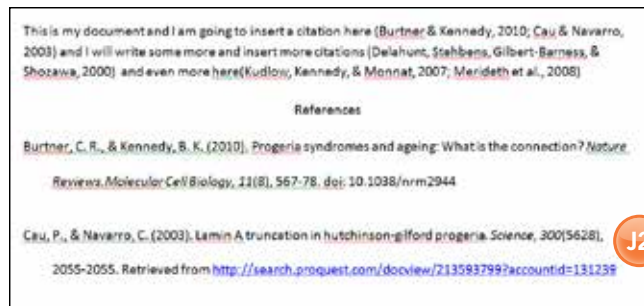 This is my document and I am going to insert a citation here (Burtner & Kennedy, 2010; Cau & Navarro,
2003) and I will write some more and insert more citations (Delahunt, Stehbens, Gilbert-Barness, &
Shozawa, 2000) and even more here(Kudlow, Kennedy, & Monnat, 2007; Merideth et al., 2008)
References
Burtner, C. R., & Kennedy, B. K. (2010). Progeria syndromes and ageing: What is the connection? Nature
Reviews.Molecular Cell Biology, 11(8), 567-78. doi: 10.1038/nrm2944
Cau, P., & Navarro, C. (2003). Lamin A truncation in hutchinson-gilford progeria. Science, 300(5628),
2055-2055. Retrieved from http://search.proquest.com/docview/213593799?accountid=131239
J2